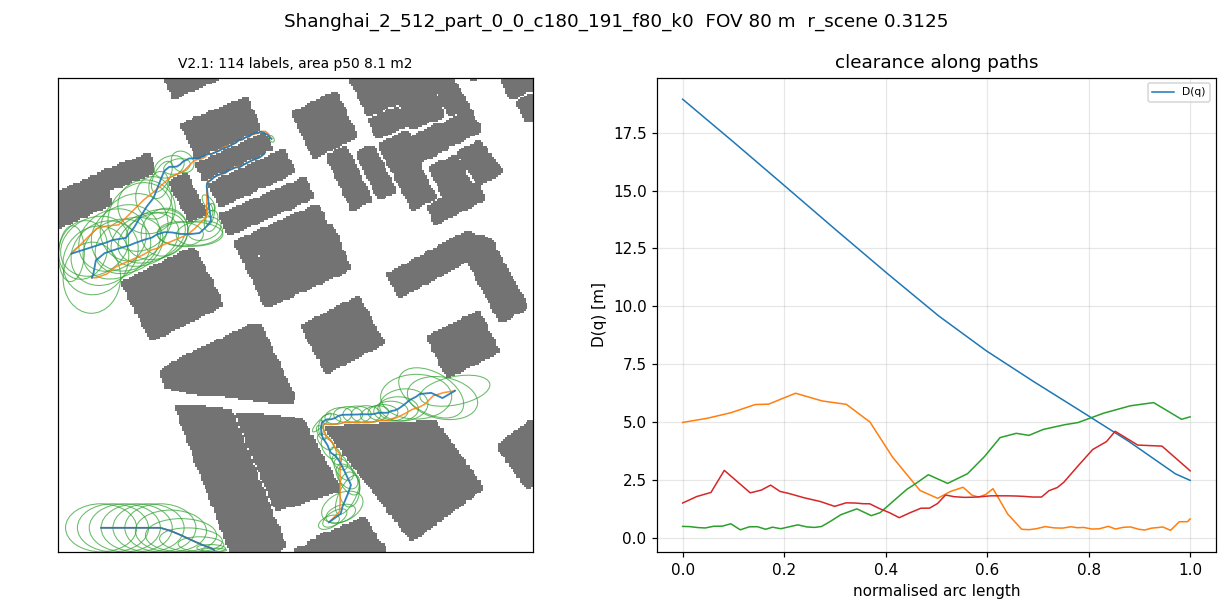 Shanghai_2_512_part_0_0_c180_191_f80_k0 FOV 80 m r_scene 0.3125
V2.1: 114 labels, area p50 8.1 m2
clearance along paths
D(q)
17.5
15.0
12.5
10.0
7.5
5.0
2.5
0.0
D(q) [m]
0.0 0.2 0.4 0.6 0.8 1.0
normalised arc length